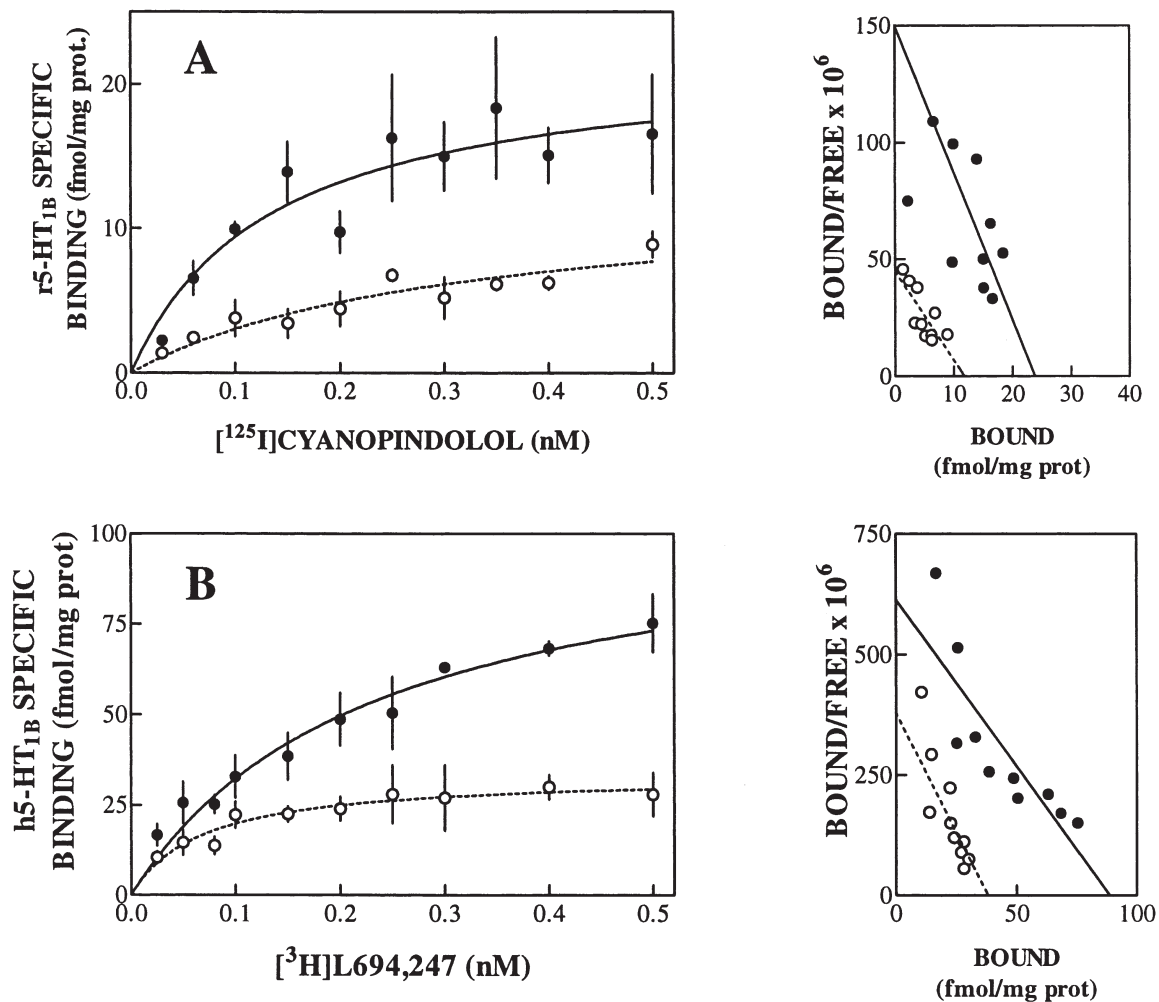 A
r5-HT1B SPECIFIC
BINDING (fmol/mg prot.)
20
10
0
0.0 0.1 0.2 0.3 0.4 0.5
[125I]CYANOPINDOLOL (nM)
BOUND/FREE x 10^6
150
100
50
0
0 10 20 30 40
BOUND
(fmol/mg prot)
B
h5-HT1B SPECIFIC
BINDING (fmol/mg prot)
100
75
50
25
0
0.0 0.1 0.2 0.3 0.4 0.5
[3H]L694,247 (nM)
BOUND/FREE x 10^6
750
500
250
0
0 50 100
BOUND
(fmol/mg prot)